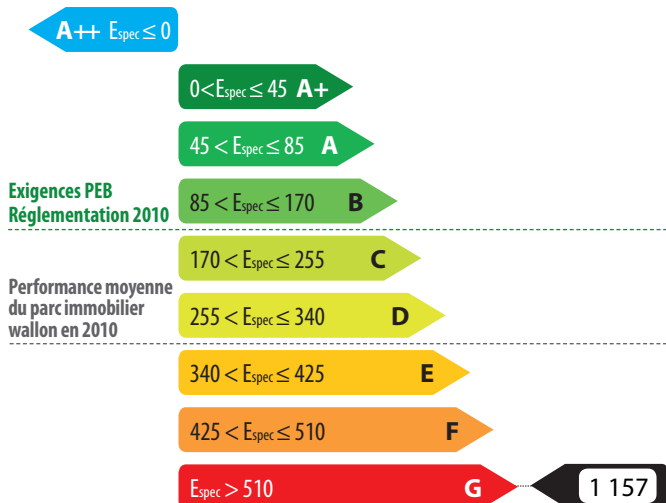 A++ Espec ≤ 0
0 < Espec ≤ 45 A+
45 < Espec ≤ 85 A
Exigences PEB
Réglementation 2010
85 < Espec ≤ 170 B
170 < Espec ≤ 255 C
Performance moyenne
du parc immobilier
wallon en 2010
255 < Espec ≤ 340 D
340 < Espec ≤ 425 E
425 < Espec ≤ 510 F
Espec > 510 G 1 157